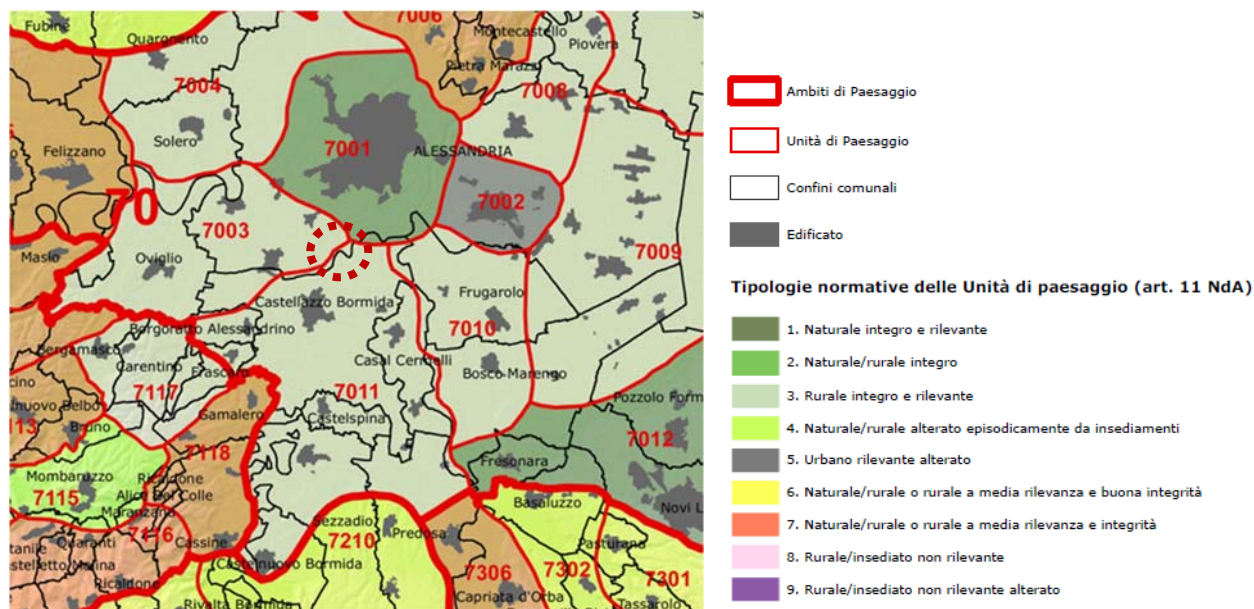 Fubine
Quargnento
7006
Montecastello
Piovera
Pietra Marazzi
7004
7008
Solero
7001
ALESSANDRIA
Felizzano
7002
70
7003
7009
Masio
Oviglio
Castellazzo Bormida
Frugarolo
7010
Borgoratto Alessandrino
Bergamasco
Carentino
Frascaro
Casal Cermelli
Bosco Marengo
7117
7011
Gamalero
Castelspina
Pozzolo Form
Bruno
7012
7118
Mombaruzzo
Ricaldone
Fresonara
7115
Alice Bel Colle
Maranzana
Basaluzzo
Novi L
7116
Sezzadio
Predosa
Quaranti
Cassine
7210
Pasturana
Castelnuovo Bormida
7306
7302
7301
Ricaldone
Rivalta Bormida
Capriata d'Orba
Tassarolo
Ambiti di Paesaggio
Unità di Paesaggio
Confini comunali
Edificato
Tipologie normative delle Unità di paesaggio (art. 11 NdA)
1. Naturale integro e rilevante
2. Naturale/rurale integro
3. Rurale integro e rilevante
4. Naturale/rurale alterato episodicamente da insediamenti
5. Urbano rilevante alterato
6. Naturale/rurale o rurale a media rilevanza e buona integrità
7. Naturale/rurale o rurale a media rilevanza e integrità
8. Rurale/insediato non rilevante
9. Rurale/insediato non rilevante alterato